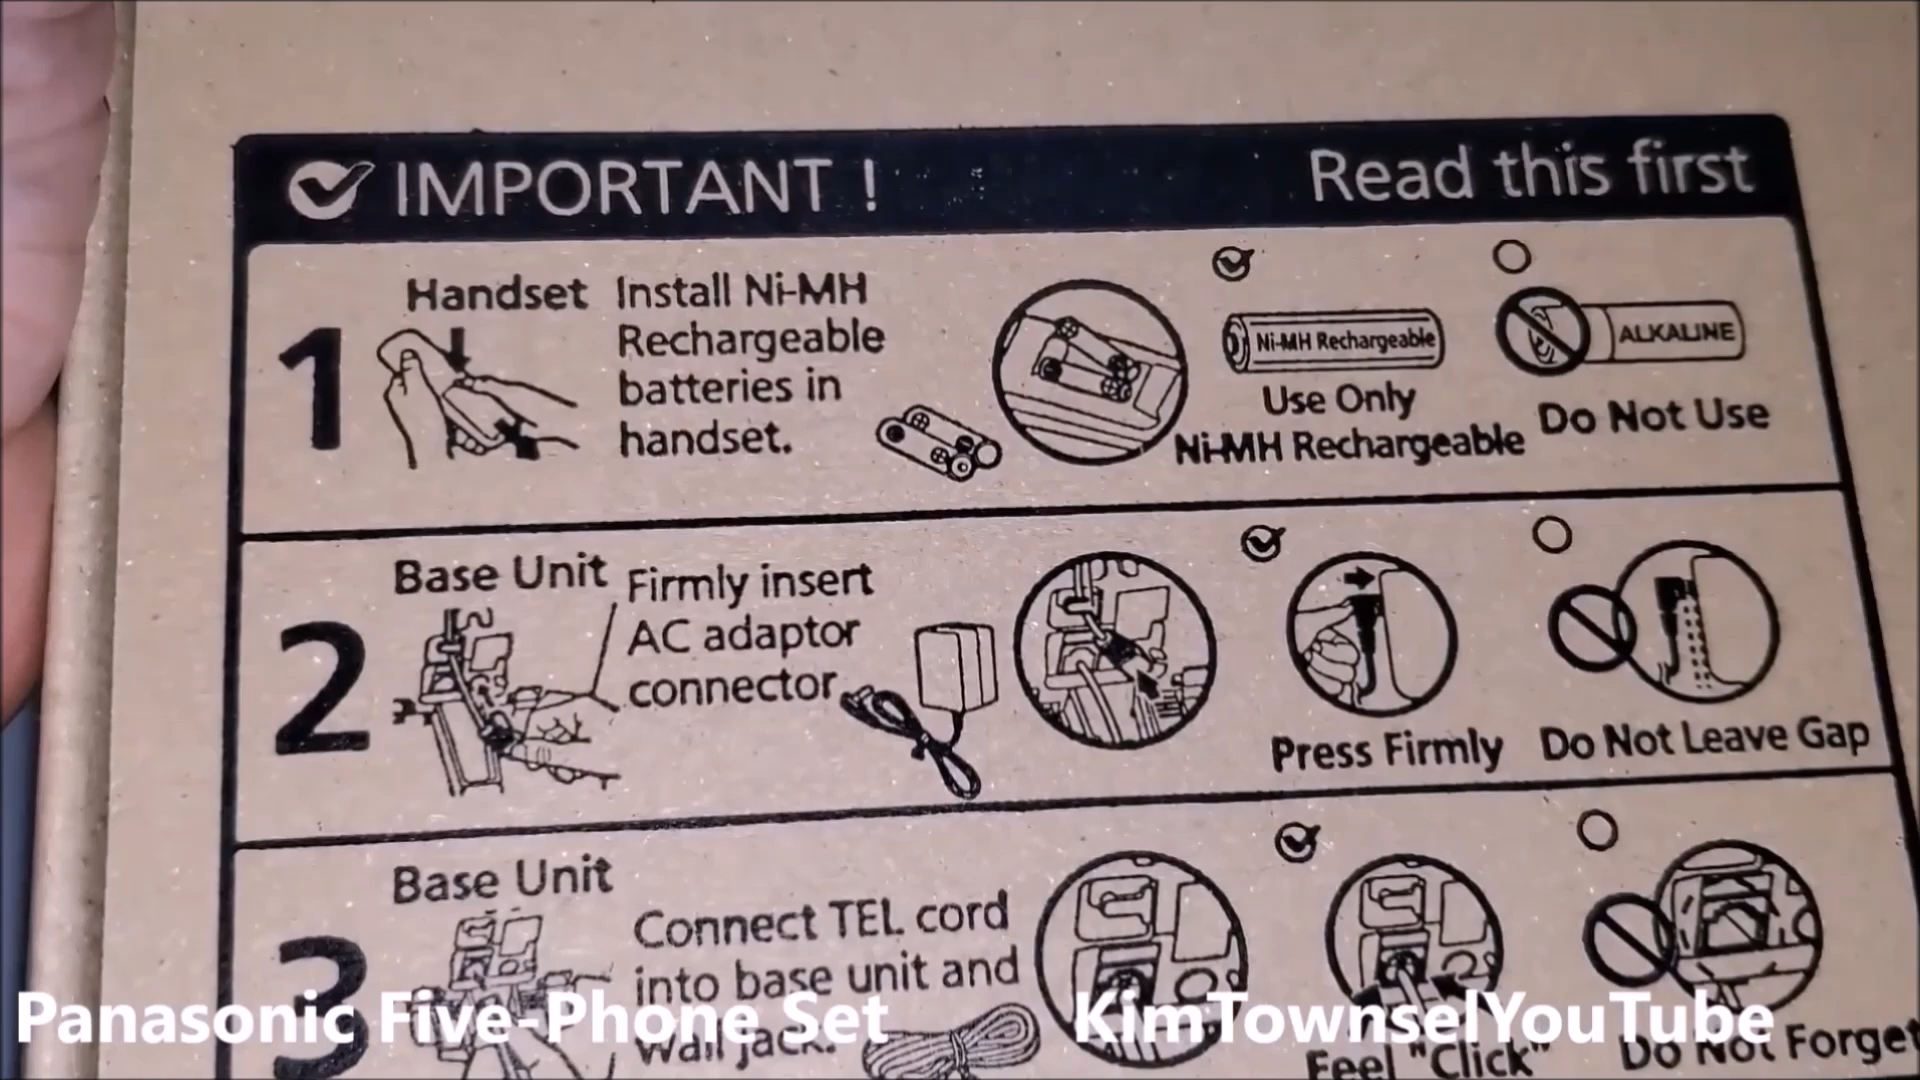 IMPORTANT !
Read this first
1
Handset
Install Ni-MH
Rechargeable
batteries in
handset.
Ni-MH Rechargeable
Use Only
Ni-MH Rechargeable
ALKALINE
Do Not Use
2
Base Unit
Firmly insert
AC adaptor
connector.
Press Firmly
Do Not Leave Gap
3
Base Unit
Connect TEL cord
into base unit and
wall jack.
Feel "Click"
Do Not Forget
Panasonic Five-Phone Set
KimTownselYouTube